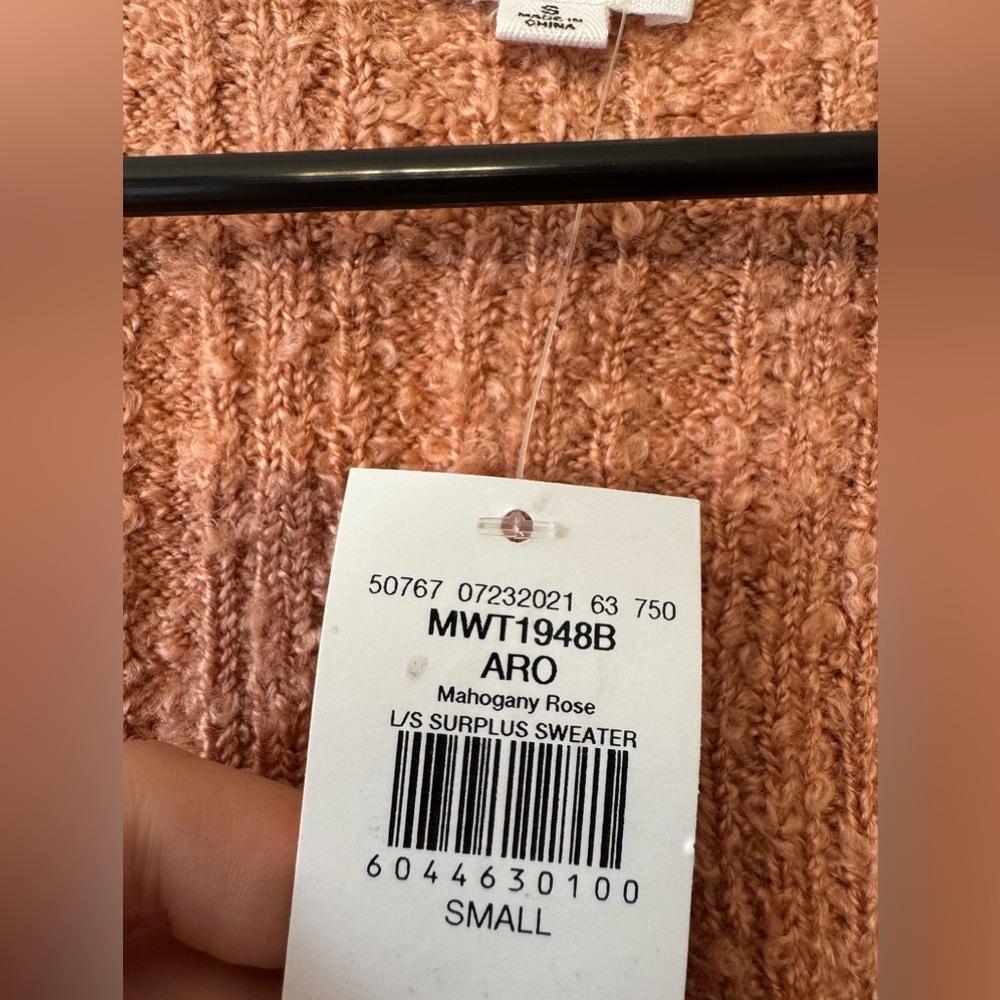 S
MADE IN
CHINA
50767 07232021 63 750
MWT1948B
ARO
Mahogany Rose
L/S SURPLUS SWEATER
6044630100
SMALL